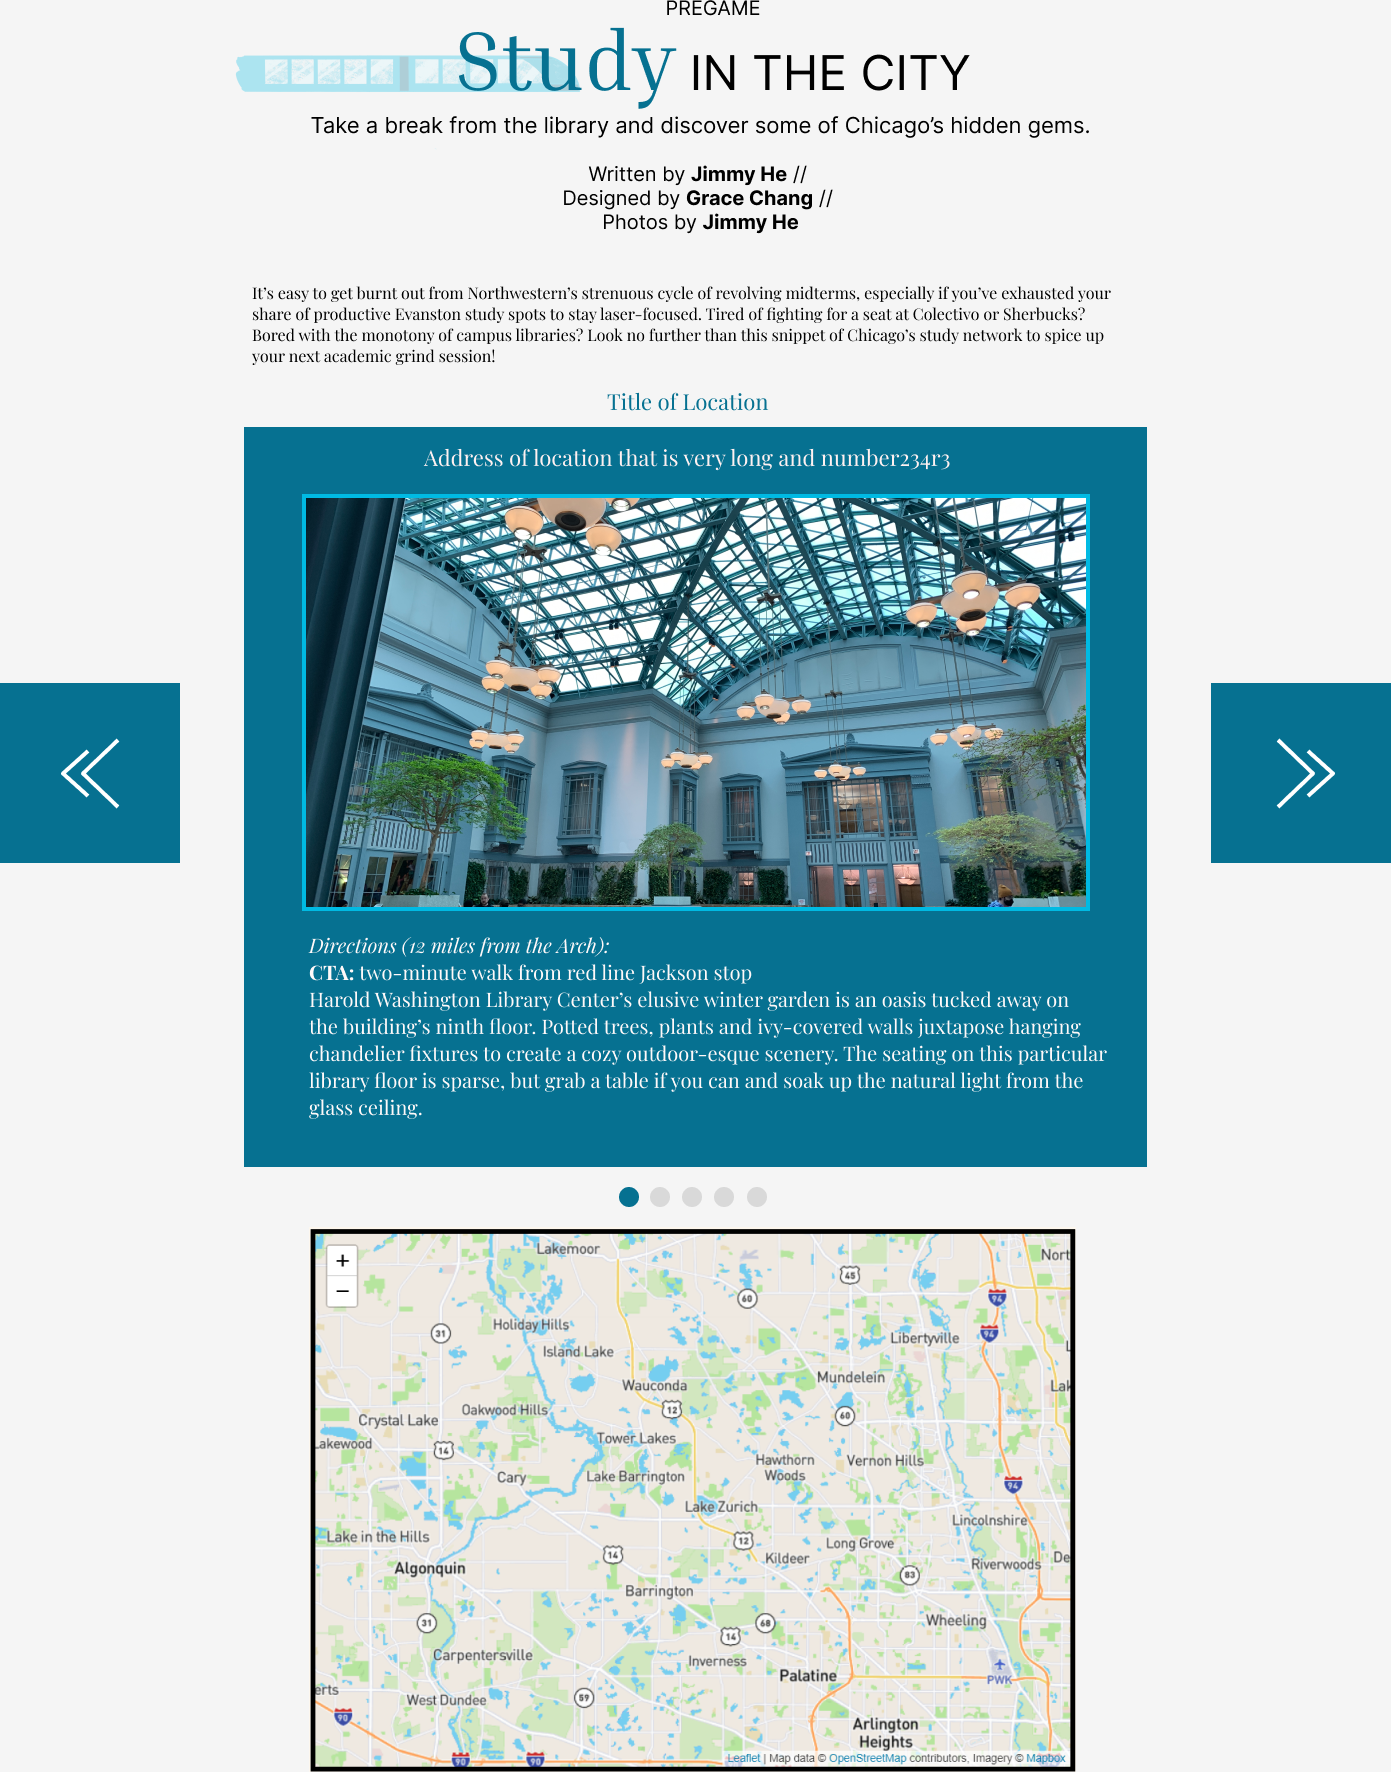 PREGAME
Study IN THE CITY
Take a break from the library and discover some of Chicago’s hidden gems.
Written by Jimmy He //
Designed by Grace Chang //
Photos by Jimmy He
It’s easy to get burnt out from Northwestern’s strenuous cycle of revolving midterms, especially if you’ve exhausted your
share of productive Evanston study spots to stay laser-focused. Tired of fighting for a seat at Colectivo or Sherbucks?
Bored with the monotony of campus libraries? Look no further than this snippet of Chicago’s study network to spice up
your next academic grind session!
Title of Location
Address of location that is very long and number234r3
Directions (12 miles from the Arch):
CTA: two-minute walk from red line Jackson stop
Harold Washington Library Center’s elusive winter garden is an oasis tucked away on
the building’s ninth floor. Potted trees, plants and ivy-covered walls juxtapose hanging
chandelier fixtures to create a cozy outdoor-esque scenery. The seating on this particular
library floor is sparse, but grab a table if you can and soak up the natural light from the
glass ceiling.
+
−
Lakemoor
Nort
45
60
94
31
Holiday Hills
94
Libertyville
Island Lake
L
Mundelein
Wauconda
Lak
12
60
Oakwood Hills
Crystal Lake
Lakewood
14
Tower Lakes
Hawthorn
Woods
Vernon Hills
Cary
Lake Barrington
94
Lake Zurich
Lincolnshire
Lake in the Hills
12
Long Grove
14
Kildeer
De
Algonquin
Riverwoods
83
Barrington
31
68
Wheeling
14
Carpentersville
Inverness
Palatine
PWK
erts
West Dundee
59
90
Arlington
Heights
90
90
Leaflet | Map data © OpenStreetMap contributors, Imagery © Mapbox